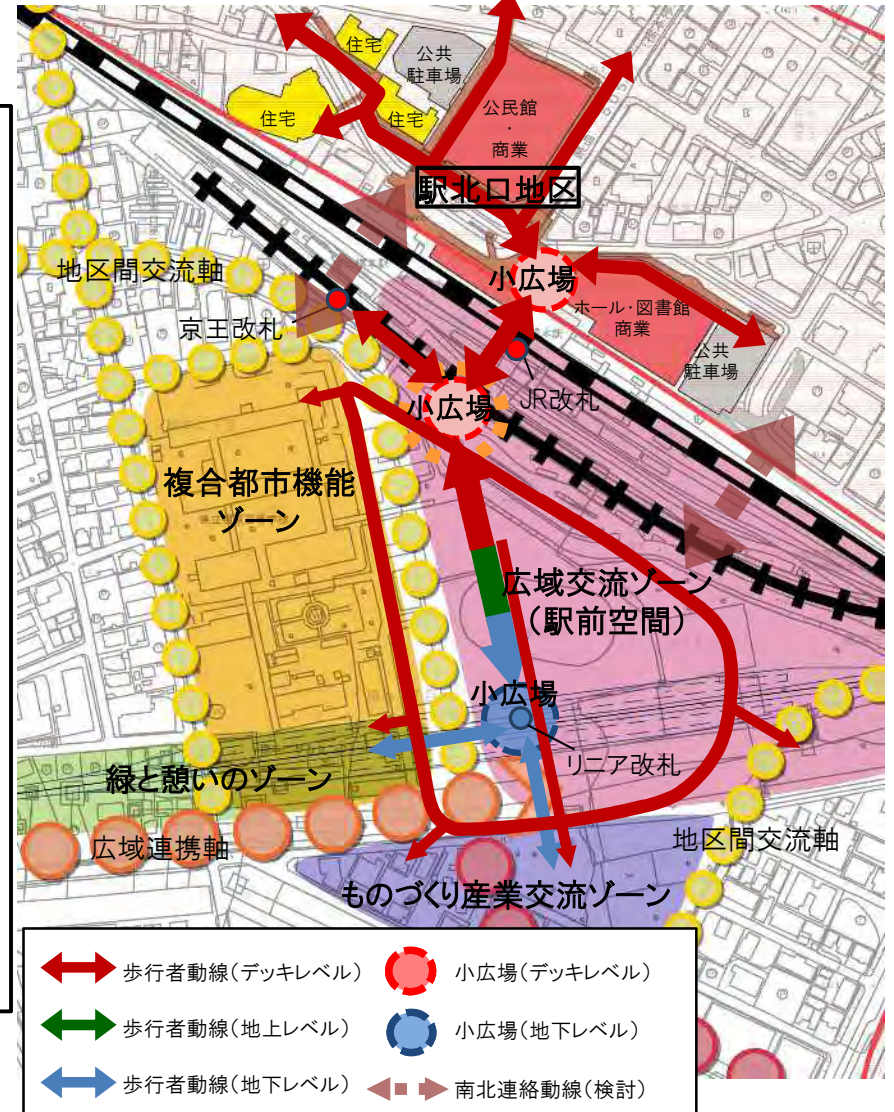 住宅
公共
駐車場
住宅
住宅
公民館
・
商業
駅北口地区
地区間交流軸
小広場
ホール・図書館
商業
京王改札
公共
駐車場
小広場
JR改札
複合都市機能
ゾーン
広域交流ゾーン
(駅前空間)
小広場
リニア改札
緑と憩いのゾーン
広域連携軸
地区間交流軸
ものづくり産業交流ゾーン
歩行者動線(デッキレベル)
小広場(デッキレベル)
歩行者動線(地上レベル)
小広場(地下レベル)
歩行者動線(地下レベル)
南北連絡動線(検討)